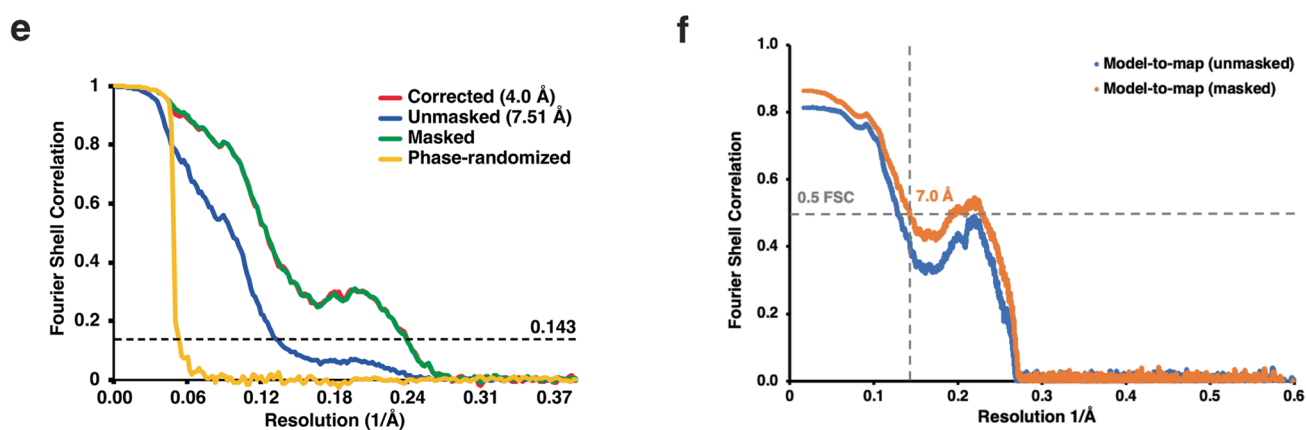 e
Fourier Shell Correlation
1
0.8
0.6
0.4
0.2
0
0.00
0.06
0.12
0.18
0.24
0.31
0.37
Resolution (1/Å)
Corrected (4.0 Å)
Unmasked (7.51 Å)
Masked
Phase-randomized
0.143
f
Fourier Shell Correlation
1.0
0.8
0.6
0.4
0.2
0.0
0
0.1
0.2
0.3
0.4
0.5
0.6
Resolution 1/Å
Model-to-map (unmasked)
Model-to-map (masked)
0.5 FSC
7.0 Å